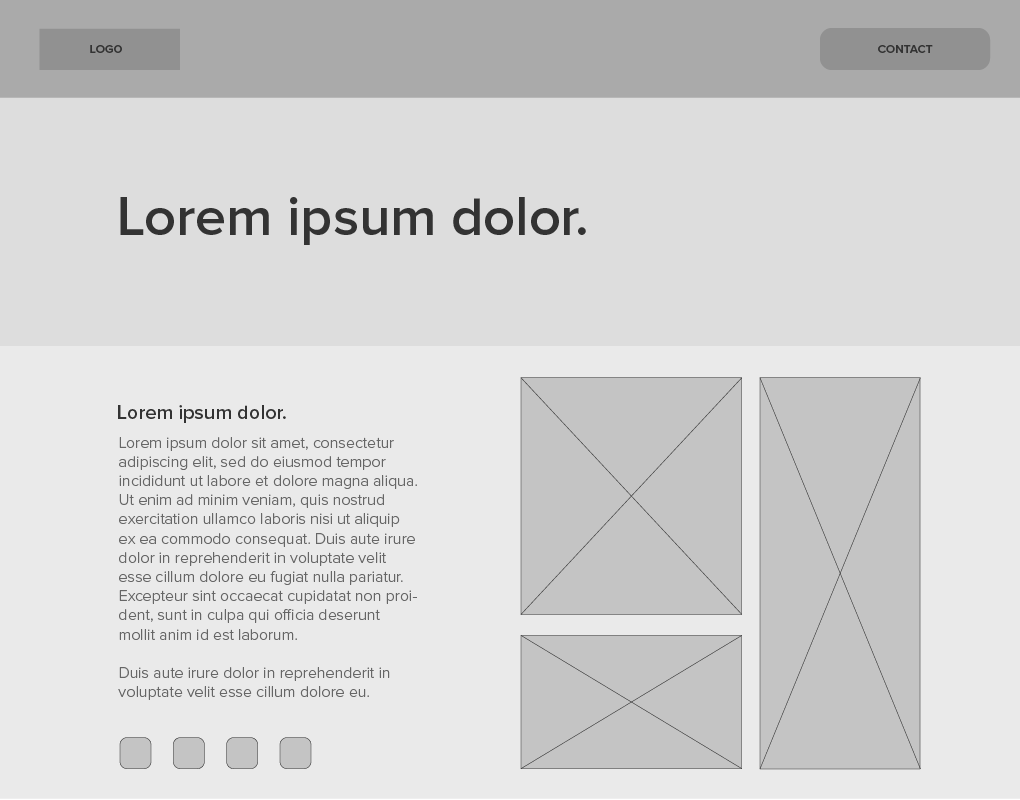 LOGO
CONTACT
Lorem ipsum dolor.
Lorem ipsum dolor.
Lorem ipsum dolor sit amet, consectetur
adipiscing elit, sed do eiusmod tempor
incididunt ut labore et dolore magna aliqua.
Ut enim ad minim veniam, quis nostrud
exercitation ullamco laboris nisi ut aliquip
ex ea commodo consequat. Duis aute irure
dolor in reprehenderit in voluptate velit
esse cillum dolore eu fugiat nulla pariatur.
Excepteur sint occaecat cupidatat non proi-
dent, sunt in culpa qui officia deserunt
mollit anim id est laborum.
Duis aute irure dolor in reprehenderit in
voluptate velit esse cillum dolore eu.